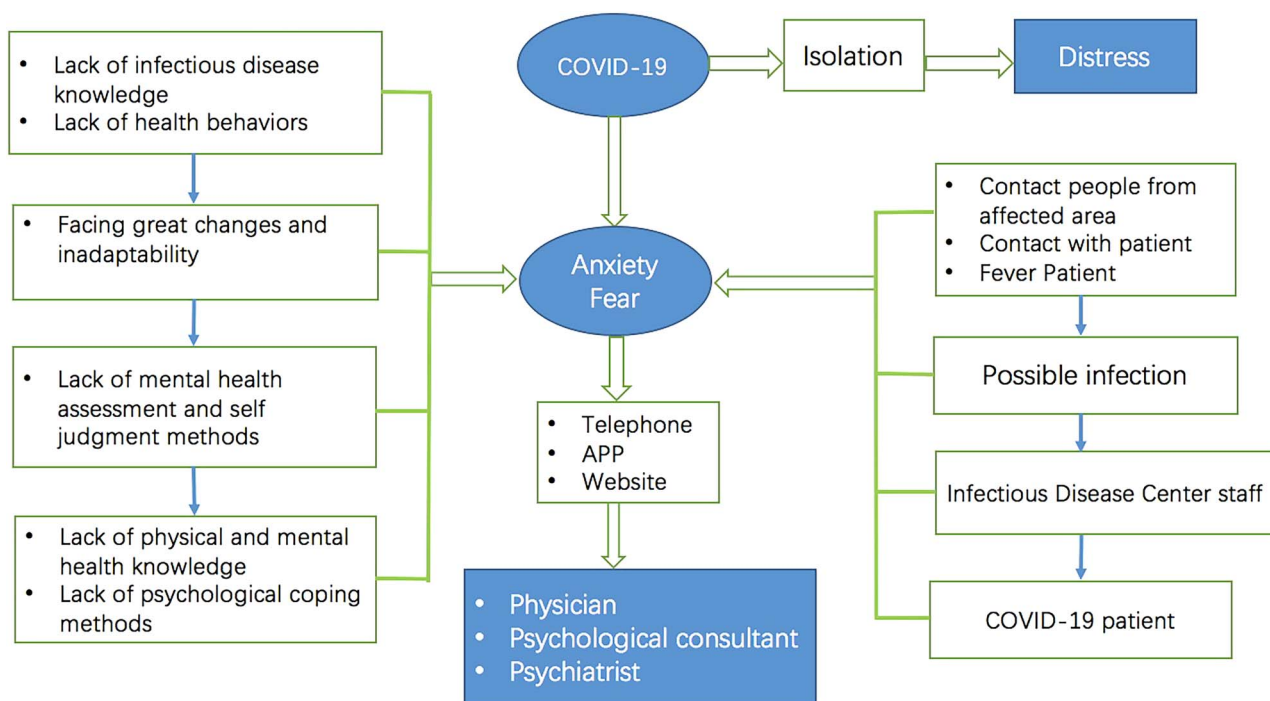 • Lack of infectious disease
knowledge
• Lack of health behaviors
• Facing great changes and
inadaptability
• Lack of mental health
assessment and self
judgment methods
• Lack of physical and mental
health knowledge
• Lack of psychological coping
methods
COVID-19
Isolation
Distress
Anxiety
Fear
• Telephone
• APP
• Website
• Physician
• Psychological consultant
• Psychiatrist
• Contact people from
affected area
• Contact with patient
• Fever Patient
Possible infection
Infectious Disease Center staff
COVID-19 patient